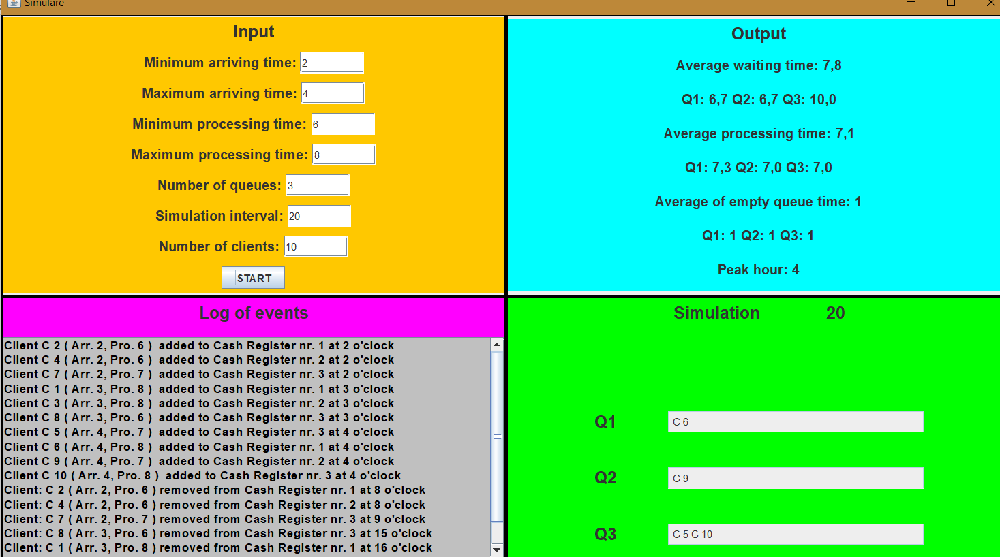 Simulare
Input
Minimum arriving time: 2
Maximum arriving time: 4
Minimum processing time: 6
Maximum processing time: 8
Number of queues: 3
Simulation interval: 20
Number of clients: 10
START
Output
Average waiting time: 7,8
Q1: 6,7 Q2: 6,7 Q3: 10,0
Average processing time: 7,1
Q1: 7,3 Q2: 7,0 Q3: 7,0
Average of empty queue time: 1
Q1: 1 Q2: 1 Q3: 1
Peak hour: 4
Log of events
Client C 2 ( Arr. 2, Pro. 6 )  added to Cash Register nr. 1 at 2 o'clock
Client C 4 ( Arr. 2, Pro. 6 )  added to Cash Register nr. 2 at 2 o'clock
Client C 7 ( Arr. 2, Pro. 7 )  added to Cash Register nr. 3 at 2 o'clock
Client C 1 ( Arr. 3, Pro. 8 )  added to Cash Register nr. 1 at 3 o'clock
Client C 3 ( Arr. 3, Pro. 8 )  added to Cash Register nr. 2 at 3 o'clock
Client C 8 ( Arr. 3, Pro. 6 )  added to Cash Register nr. 3 at 3 o'clock
Client C 5 ( Arr. 4, Pro. 7 )  added to Cash Register nr. 3 at 4 o'clock
Client C 6 ( Arr. 4, Pro. 8 )  added to Cash Register nr. 1 at 4 o'clock
Client C 9 ( Arr. 4, Pro. 7 )  added to Cash Register nr. 2 at 4 o'clock
Client C 10 ( Arr. 4, Pro. 8 )  added to Cash Register nr. 3 at 4 o'clock
Client: C 2 ( Arr. 2, Pro. 6 ) removed from Cash Register nr. 1 at 8 o'clock
Client: C 4 ( Arr. 2, Pro. 6 ) removed from Cash Register nr. 2 at 8 o'clock
Client: C 7 ( Arr. 2, Pro. 7 ) removed from Cash Register nr. 3 at 9 o'clock
Client: C 8 ( Arr. 3, Pro. 6 ) removed from Cash Register nr. 3 at 15 o'clock
Client: C 1 ( Arr. 3, Pro. 8 ) removed from Cash Register nr. 1 at 16 o'clock
Simulation 20
Q1 C 6
Q2 C 9
Q3 C 5 C 10